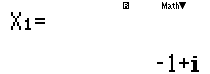 R Math▼
X1=
-1+i